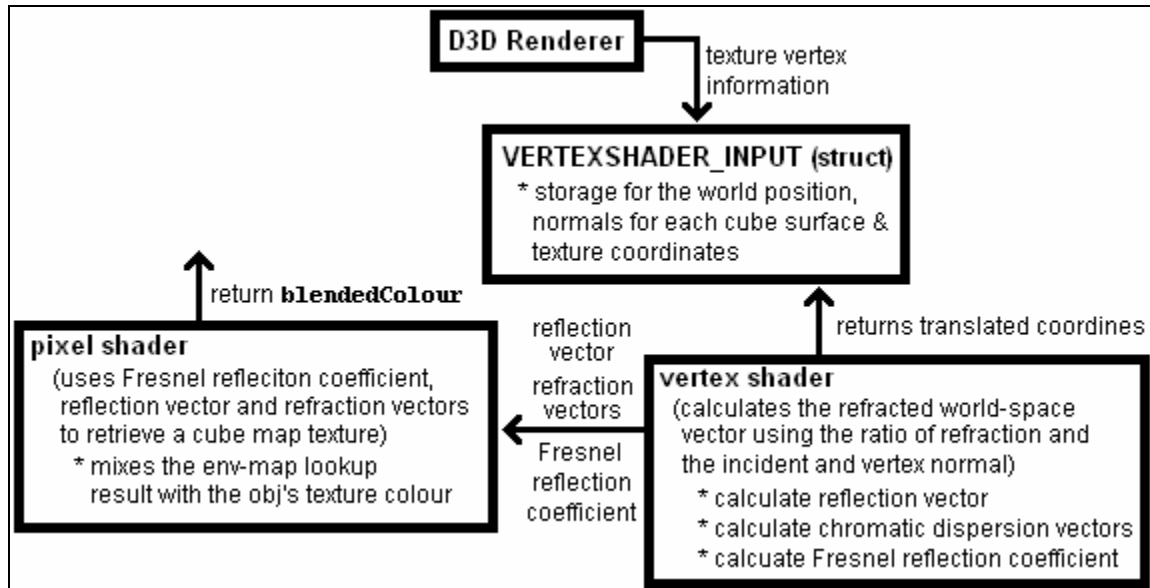 D3D Renderer
texture vertex
information
VERTEXSHADER_INPUT (struct)
* storage for the world position,
normals for each cube surface &
texture coordinates
return blendedColour
pixel shader
(uses Fresnel refleciton coefficient,
reflection vector and refraction vectors
to retrieve a cube map texture)
* mixes the env-map lookup
result with the obj's texture colour
reflection
vector
refraction
vectors
Fresnel
reflection
coefficient
returns translated coordines
vertex shader
(calculates the refracted world-space
vector using the ratio of refraction and
the incident and vertex normal)
* calculate reflection vector
* calculate chromatic dispersion vectors
* calcuate Fresnel reflection coefficient